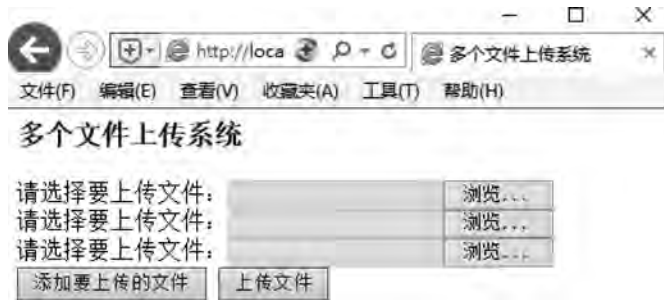 http://loca
多个文件上传系统
文件(F) 编辑(E) 查看(V) 收藏夹(A) 工具(T) 帮助(H)
多个文件上传系统
请选择要上传文件: 浏览...
请选择要上传文件: 浏览...
请选择要上传文件: 浏览...
添加要上传的文件 上传文件